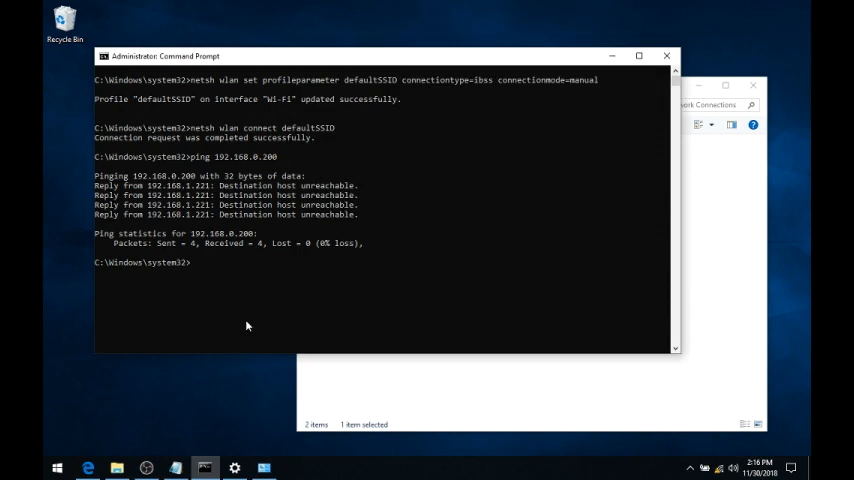 Recycle Bin
Administrator: Command Prompt
C:\Windows\system32>netsh wlan set profileparameter defaultSSID connectiontype=ibss connectionmode=manual
Profile "defaultSSID" on interface "Wi-Fi" updated successfully.
C:\Windows\system32>netsh wlan connect defaultSSID
Connection request was completed successfully.
C:\Windows\system32>ping 192.168.0.200
Pinging 192.168.0.200 with 32 bytes of data:
Reply from 192.168.1.221: Destination host unreachable.
Reply from 192.168.1.221: Destination host unreachable.
Reply from 192.168.1.221: Destination host unreachable.
Reply from 192.168.1.221: Destination host unreachable.
Ping statistics for 192.168.0.200:
Packets: Sent = 4, Received = 4, Lost = 0 (0% loss),
C:\Windows\system32>
ork Connections
2 items 1 item selected
2:16 PM
11/30/2018